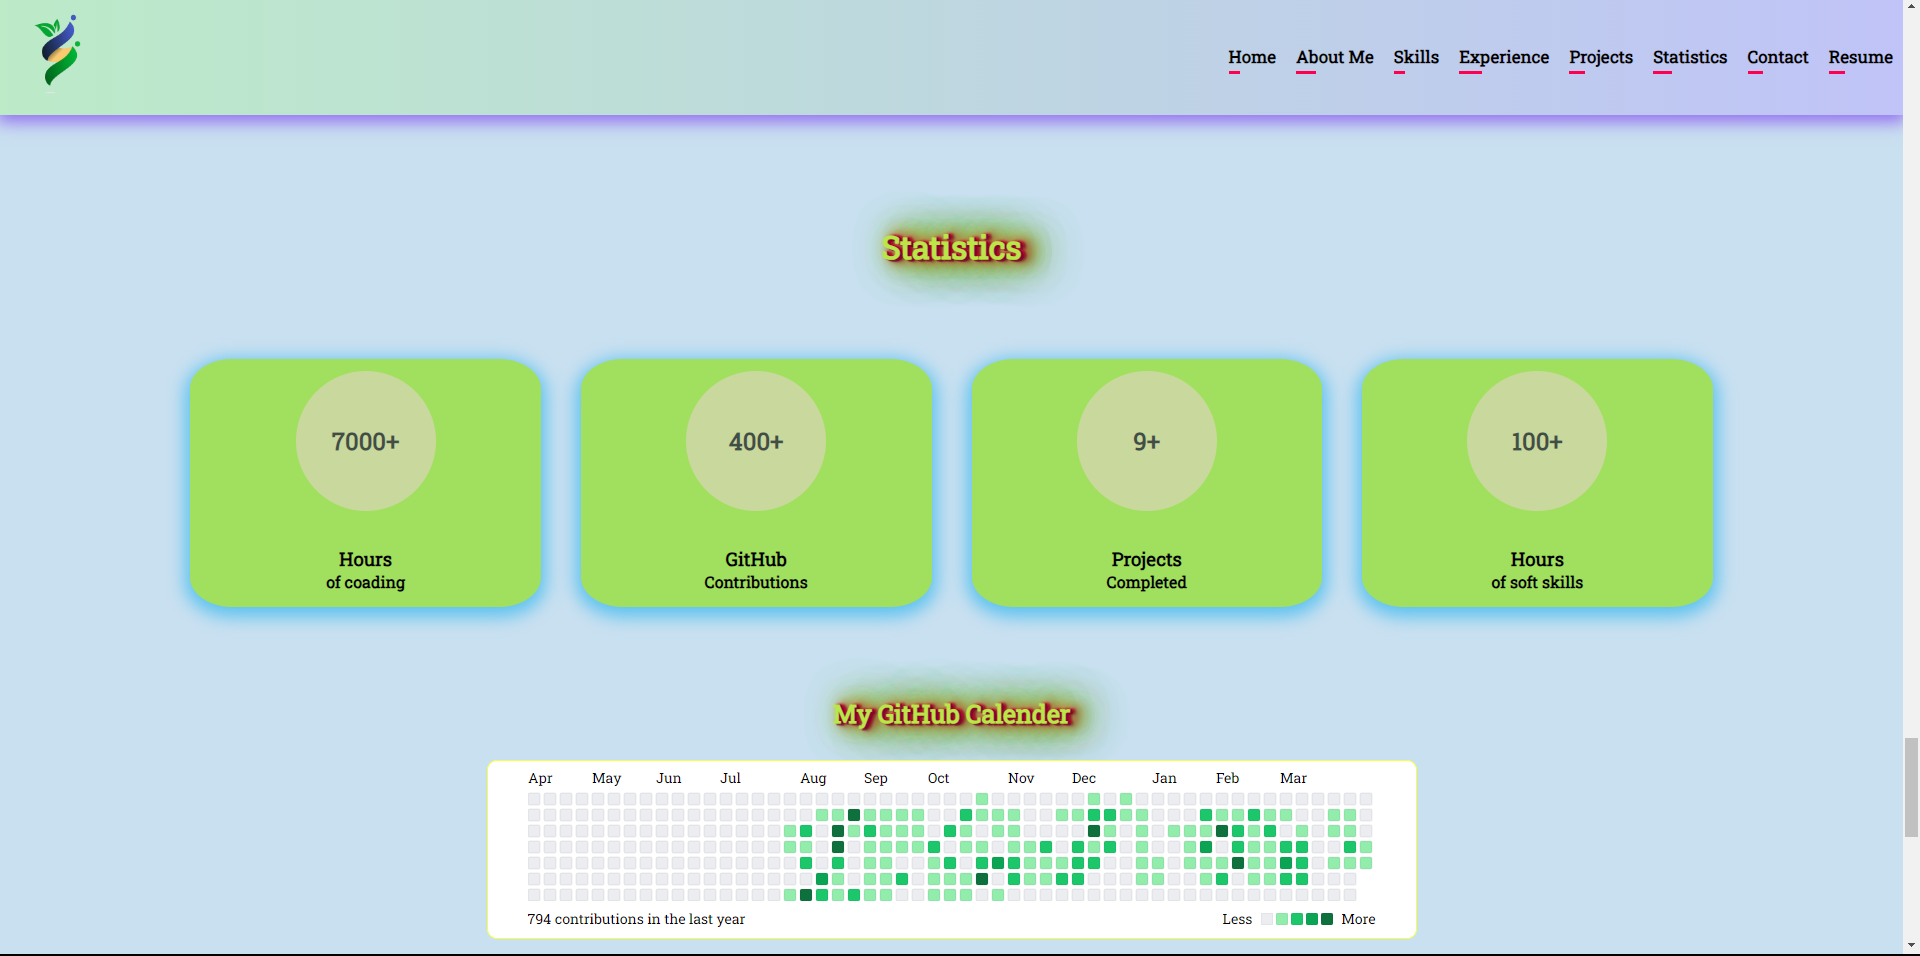 Home About Me Skills Experience Projects Statistics Contact Resume
Statistics
7000+
Hours
of coading
400+
GitHub
Contributions
9+
Projects
Completed
100+
Hours
of soft skills
My GitHub Calender
Apr May Jun Jul Aug Sep Oct Nov Dec Jan Feb Mar
794 contributions in the last year
Less More